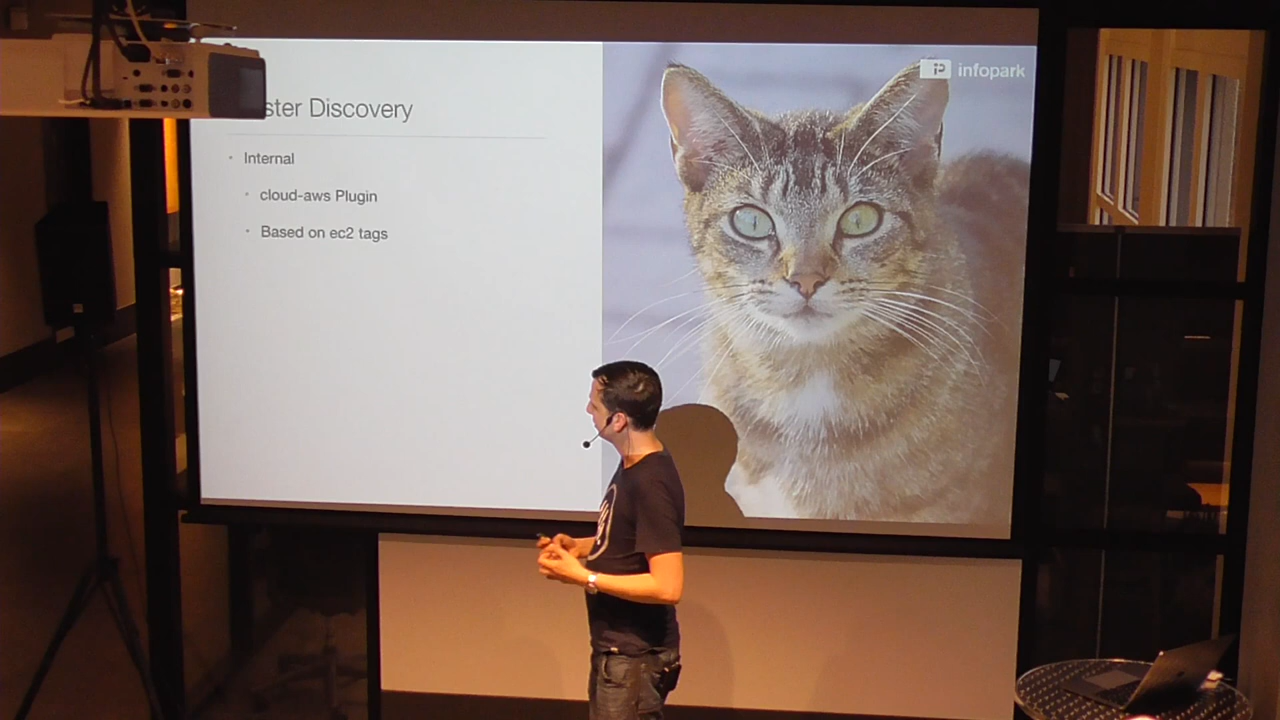 infopark
ster Discovery
Internal
cloud-aws Plugin
Based on ec2 tags